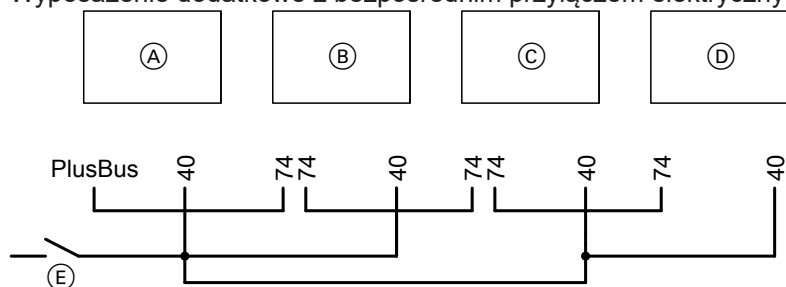 Wyposażenie dodatkowe z bezpośrednim przyłączem elektryczny
A B C D
PlusBus 40 74 74 40 74 74 40 74 40
E